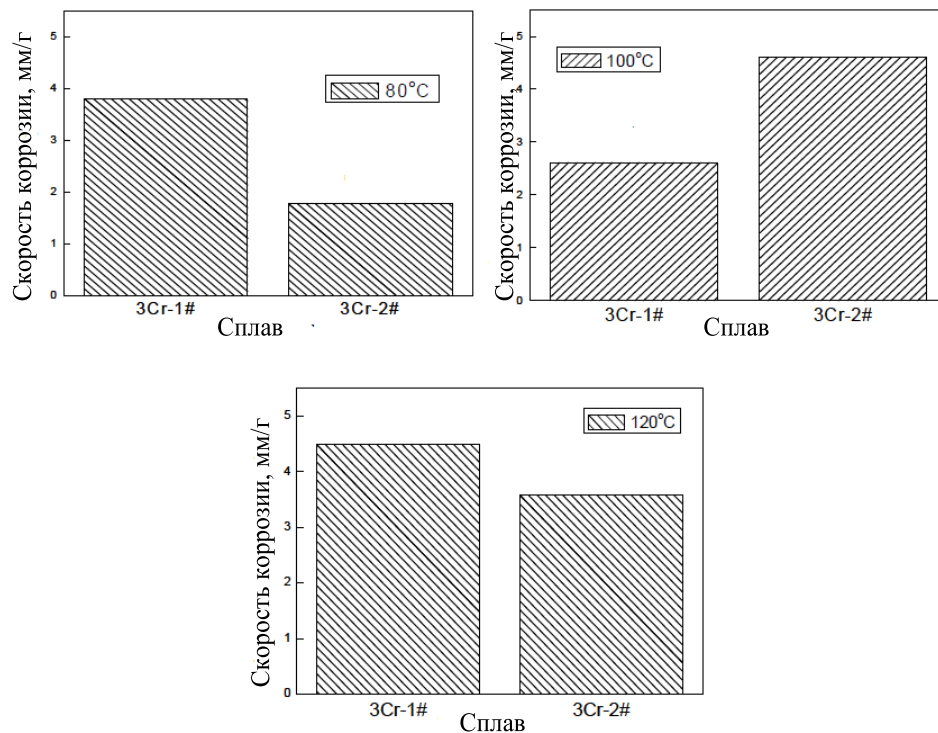 Скорость коррозии, мм/г
5
4
3
2
1
0
80°C
3Cr-1#
3Cr-2#
Сплав
Скорость коррозии, мм/г
5
4
3
2
1
0
100°C
3Cr-1#
3Cr-2#
Сплав
Скорость коррозии, мм/г
5
4
3
2
1
0
120°C
3Cr-1#
3Cr-2#
Сплав